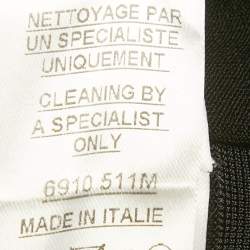 NETTOYAGE PAR
UN SPECIALISTE
UNIQUEMENT
CLEANING BY
A SPECIALIST
ONLY
6910 511M
MADE IN ITALIE